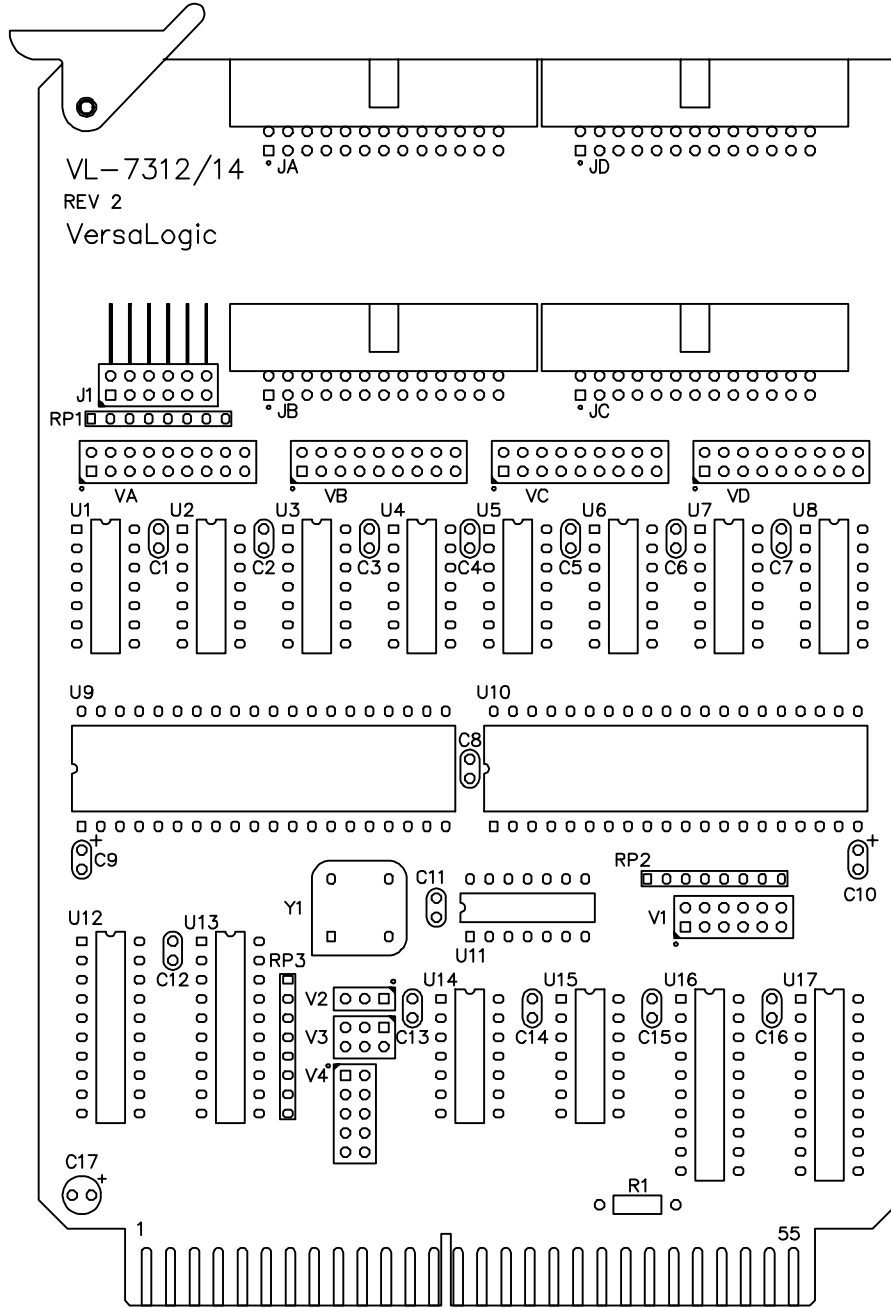 JA JD
VL-7312/14
REV 2
VersaLogic
J1 JB JC
RP1
VA VB VC VD
U1 U2 U3 U4 U5 U6 U7 U8
C1 C2 C3 C4 C5 C6 C7
U9 U10
C8
+ +
C9 C10
RP2
C11
Y1 V1
U12 U13 U11
RP3
C12 U14 U15 U16 U17
V2
V3 C13 C14 C15 C16
V4
C17
+
R1
1 55